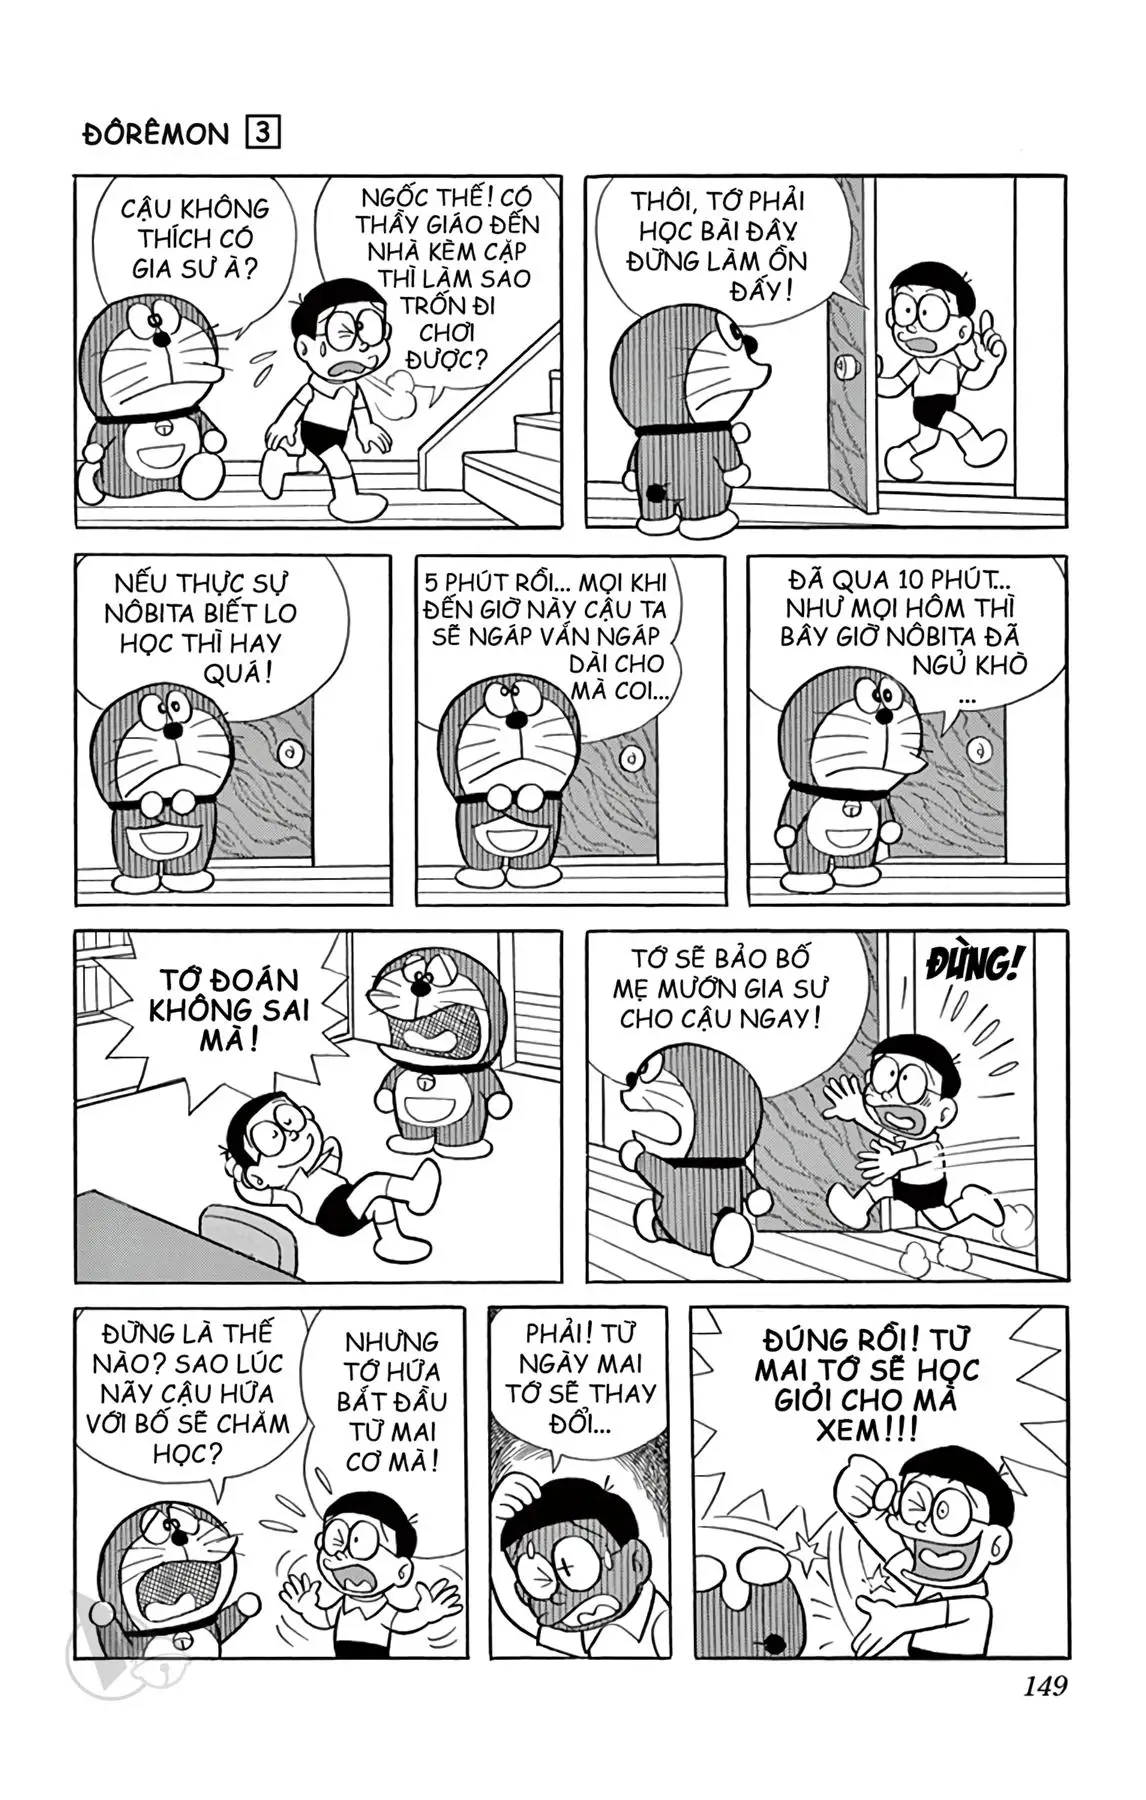 ĐÔRÊMON 3
CẬU KHÔNG
THÍCH CÓ
GIA SƯ À?
NGỐC THẾ! CÓ
THẦY GIÁO ĐẾN
NHÀ KÈM CẶP
THÌ LÀM SAO
TRỐN ĐI
CHƠI
ĐƯỢC?
THÔI, TỚ PHẢI
HỌC BÀI ĐÂY.
ĐỪNG LÀM ỒN
ĐẤY!
NẾU THỰC SỰ
NÔBITA BIẾT LO
HỌC THÌ HAY
QUÁ!
5 PHÚT RỒI... MỌI KHI
ĐẾN GIỜ NÀY CẬU TA
SẼ NGÁP VẮN NGÁP
DÀI CHO
MÀ COI...
ĐÃ QUA 10 PHÚT...
NHƯ MỌI HÔM THÌ
BÂY GIỜ NÔBITA ĐÃ
NGỦ KHÒ
...
TỚ ĐOÁN
KHÔNG SAI
MÀ!
TỚ SẼ BẢO BỐ
MẸ MƯỚN GIA SƯ
CHO CẬU NGAY!
ĐỪNG!
ĐỪNG LÀ THẾ
NÀO? SAO LÚC
NÃY CẬU HỨA
VỚI BỐ SẼ CHĂM
HỌC?
NHƯNG
TỚ HỨA
BẮT ĐẦU
TỪ MAI
CƠ MÀ!
PHẢI! TỪ
NGÀY MAI
TỚ SẼ THAY
ĐỔI...
ĐÚNG RỒI! TỪ
MAI TỚ SẼ HỌC
GIỎI CHO MÀ
XEM!!!
149